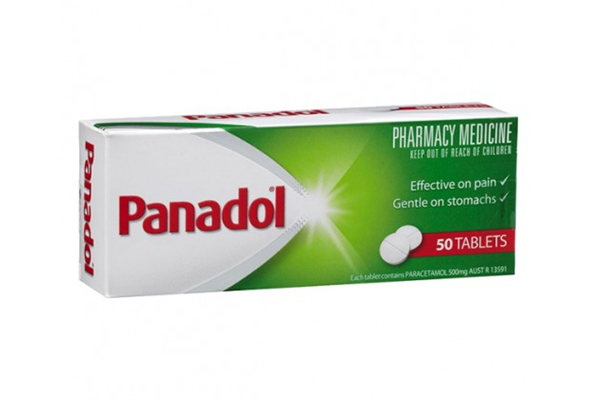 Panadol
PHARMACY MEDICINE
KEEP OUT OF REACH OF CHILDREN
Panadol
Panadol®
Effective on pain ✓
Gentle on stomachs ✓
50 TABLETS
Each tablet contains PARACETAMOL 500mg AUST R 13591